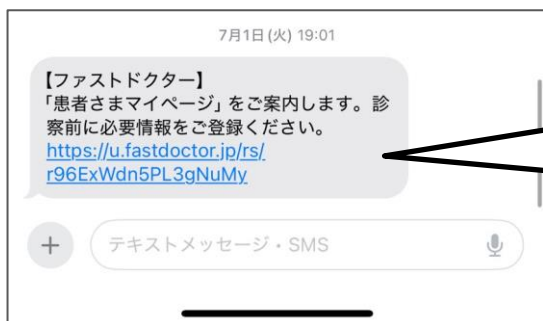 7月1日(火) 19:01
【ファストドクター】
「患者さまマイページ」をご案内します。診
察前に必要情報をご登録ください。
https://u.fastdoctor.jp/rs/
r96ExWdn5PL3gNuMy
テキストメッセージ・SMS